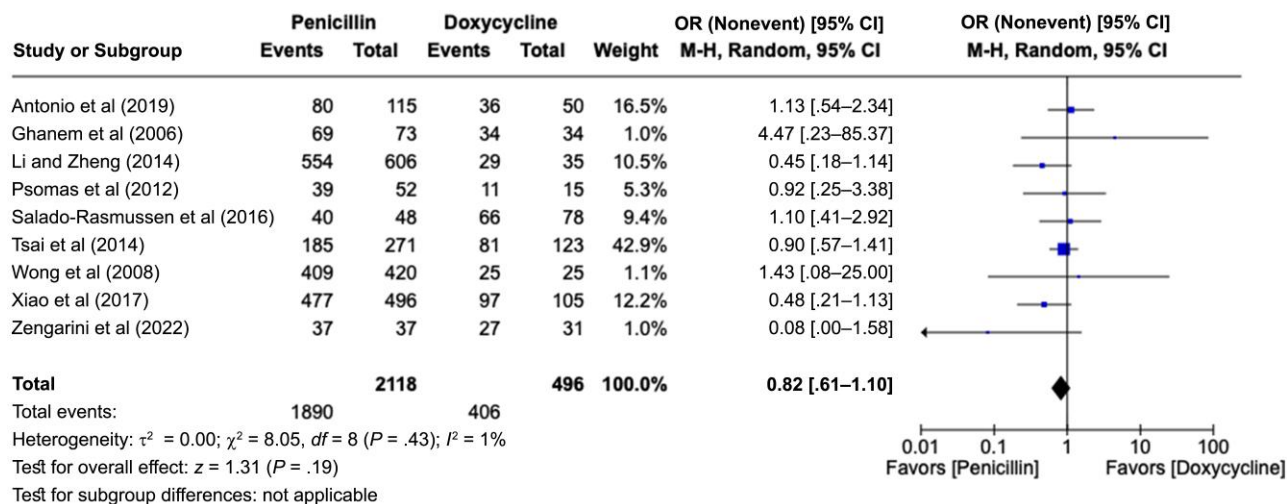 Penicillin Doxycycline OR (Nonevent) [95% CI] OR (Nonevent) [95% CI]
Study or Subgroup Events Total Events Total Weight M-H, Random, 95% CI M-H, Random, 95% CI
Antonio et al (2019) 80 115 36 50 16.5% 1.13 [.54–2.34]
Ghanem et al (2006) 69 73 34 34 1.0% 4.47 [.23–85.37]
Li and Zheng (2014) 554 606 29 35 10.5% 0.45 [.18–1.14]
Psomas et al (2012) 39 52 11 15 5.3% 0.92 [.25–3.38]
Salado-Rasmussen et al (2016) 40 48 66 78 9.4% 1.10 [.41–2.92]
Tsai et al (2014) 185 271 81 123 42.9% 0.90 [.57–1.41]
Wong et al (2008) 409 420 25 25 1.1% 1.43 [.08–25.00]
Xiao et al (2017) 477 496 97 105 12.2% 0.48 [.21–1.13]
Zengarini et al (2022) 37 37 27 31 1.0% 0.08 [.00–1.58]
Total 2118 496 100.0% 0.82 [.61–1.10]
Total events: 1890 406
Heterogeneity: τ² = 0.00; χ² = 8.05, df = 8 (P = .43); I² = 1%
Test for overall effect: z = 1.31 (P = .19)
Test for subgroup differences: not applicable
0.01 0.1 1 10 100
Favors [Penicillin] Favors [Doxycycline]